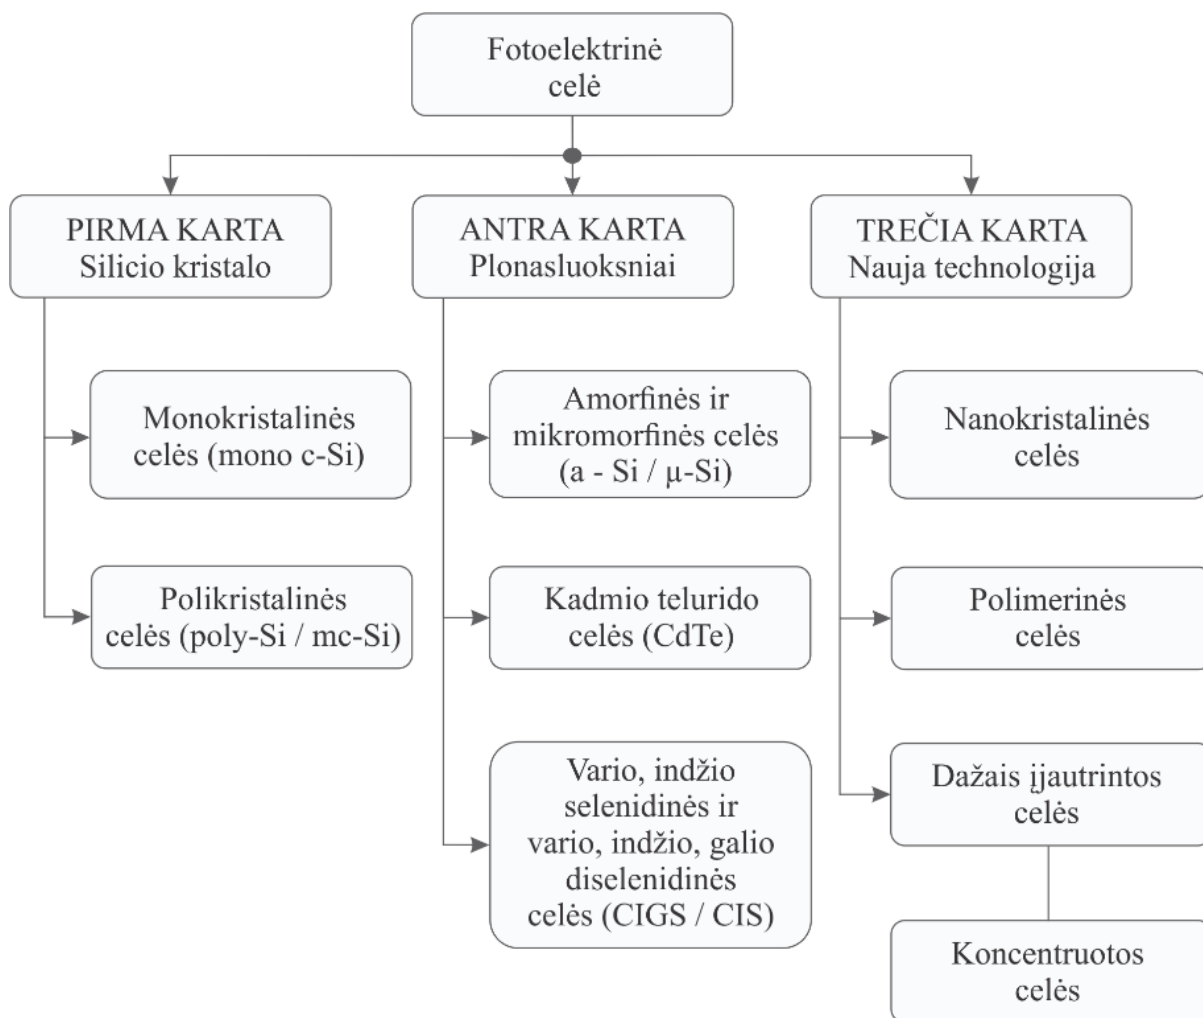 Fotoelektrinė
celė
PIRMA KARTA
Silicio kristalo
ANTRA KARTA
Plonasluoksniai
TREČIA KARTA
Nauja technologija
Monokristalinės
celės (mono c-Si)
Polikristalinės
celės (poly-Si / mc-Si)
Amorfinės ir
mikromorfinės celės
(a - Si / µ-Si)
Kadmio telurido
celės (CdTe)
Vario, indžio
selenidinės ir
vario, indžio, galio
diselenidinės
celės (CIGS / CIS)
Nanokristalinės
celės
Polimerinės
celės
Dažais įjautrintos
celės
Koncentruotos
celės